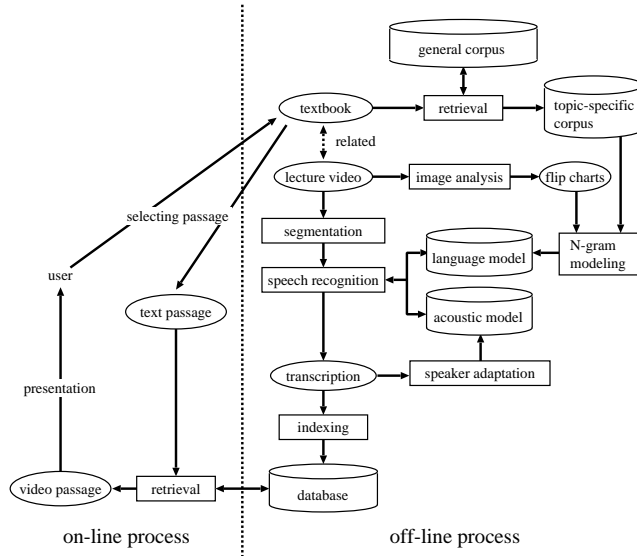 general corpus
textbook
retrieval
topic-specific
corpus
related
lecture video
image analysis
flip charts
selecting passage
segmentation
N-gram
modeling
language model
user
speech recognition
text passage
acoustic model
presentation
transcription
speaker adaptation
indexing
video passage
retrieval
database
on-line process
off-line process